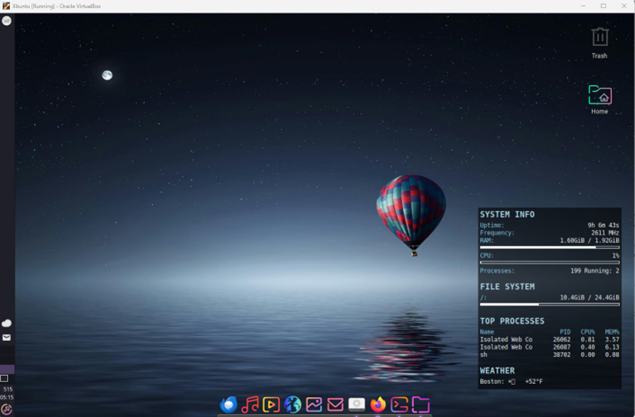 Xubuntu [Running] - Oracle VirtualBox
Trash
Home
SYSTEM INFO
Uptime: 9h 6m 43s
Frequency: 2611 MHz
RAM: 1.60GiB / 1.92GiB
CPU: 1%
Processes: 199 Running: 2
FILE SYSTEM
/: 10.4GiB / 24.4GiB
TOP PROCESSES
Name PID CPU% MEM%
Isolated Web Co 26062 0.81 3.57
Isolated Web Co 26087 0.40 6.13
sh 38702 0.00 0.08
WEATHER
Boston: +52°F
515
05:15